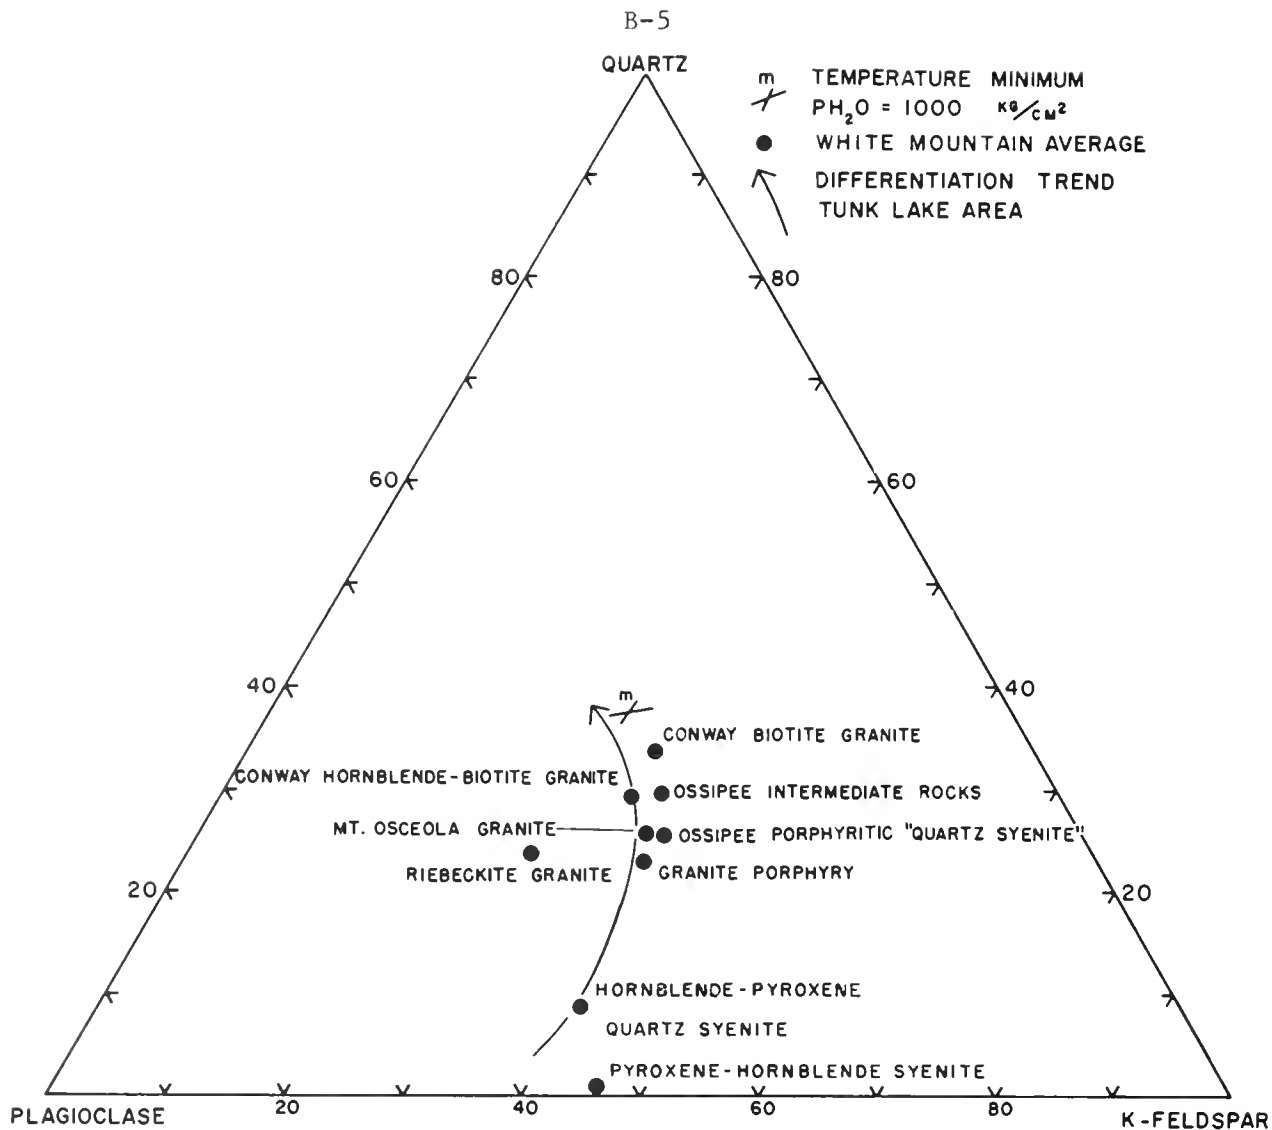 B-5
QUARTZ
m TEMPERATURE MINIMUM
PH₂O = 1000 KG/CM²
WHITE MOUNTAIN AVERAGE
DIFFERENTIATION TREND
TUNK LAKE AREA
80 80
60 60
40 40
m
CONWAY BIOTITE GRANITE
CONWAY HORNBLENDE-BIOTITE GRANITE
OSSIPEE INTERMEDIATE ROCKS
MT. OSCEOLA GRANITE
OSSIPEE PORPHYRITIC "QUARTZ SYENITE"
RIEBECKITE GRANITE
GRANITE PORPHYRY
20 20
HORNBLENDE-PYROXENE
QUARTZ SYENITE
PYROXENE-HORNBLENDE SYENITE
20 40 60 80
PLAGIOCLASE K-FELDSPAR